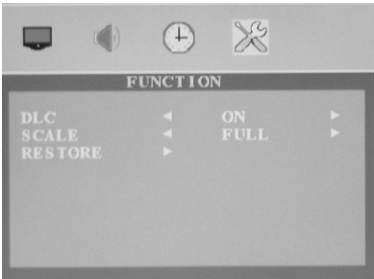 FUNCTION
DLC ◄ ON ►
SCALE ◄ FULL ►
RESTORE ►